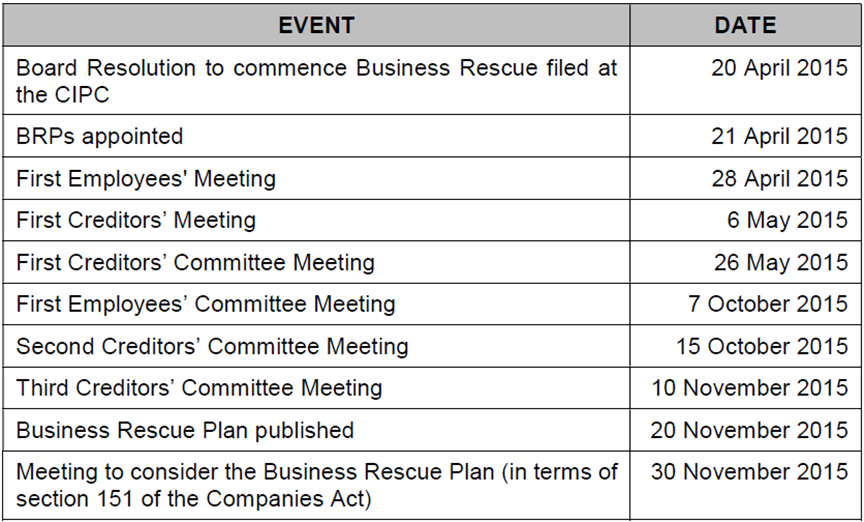 EVENT DATE
Board Resolution to commence Business Rescue filed at 20 April 2015
the CIPC
BRPs appointed 21 April 2015
First Employees' Meeting 28 April 2015
First Creditors’ Meeting 6 May 2015
First Creditors’ Committee Meeting 26 May 2015
First Employees’ Committee Meeting 7 October 2015
Second Creditors’ Committee Meeting 15 October 2015
Third Creditors’ Committee Meeting 10 November 2015
Business Rescue Plan published 20 November 2015
Meeting to consider the Business Rescue Plan (in terms of 30 November 2015
section 151 of the Companies Act)